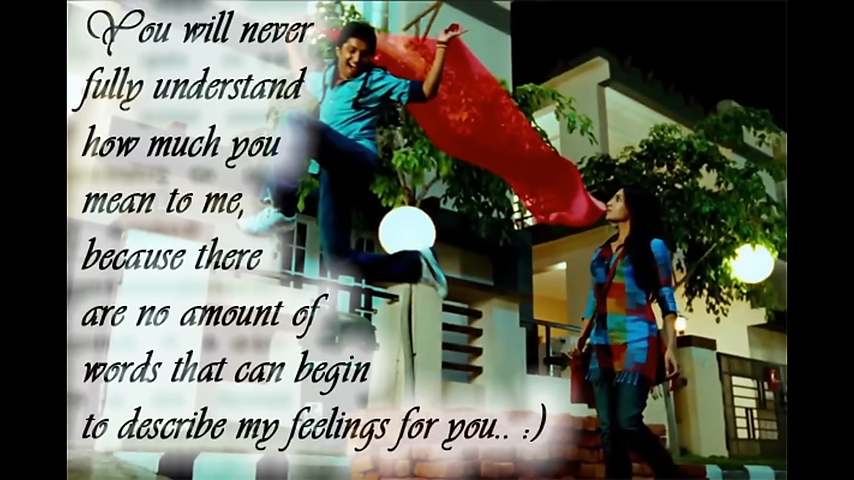 You will never
fully understand
how much you
mean to me,
because there
are no amount of
words that can begin
to describe my feelings for you.. :)